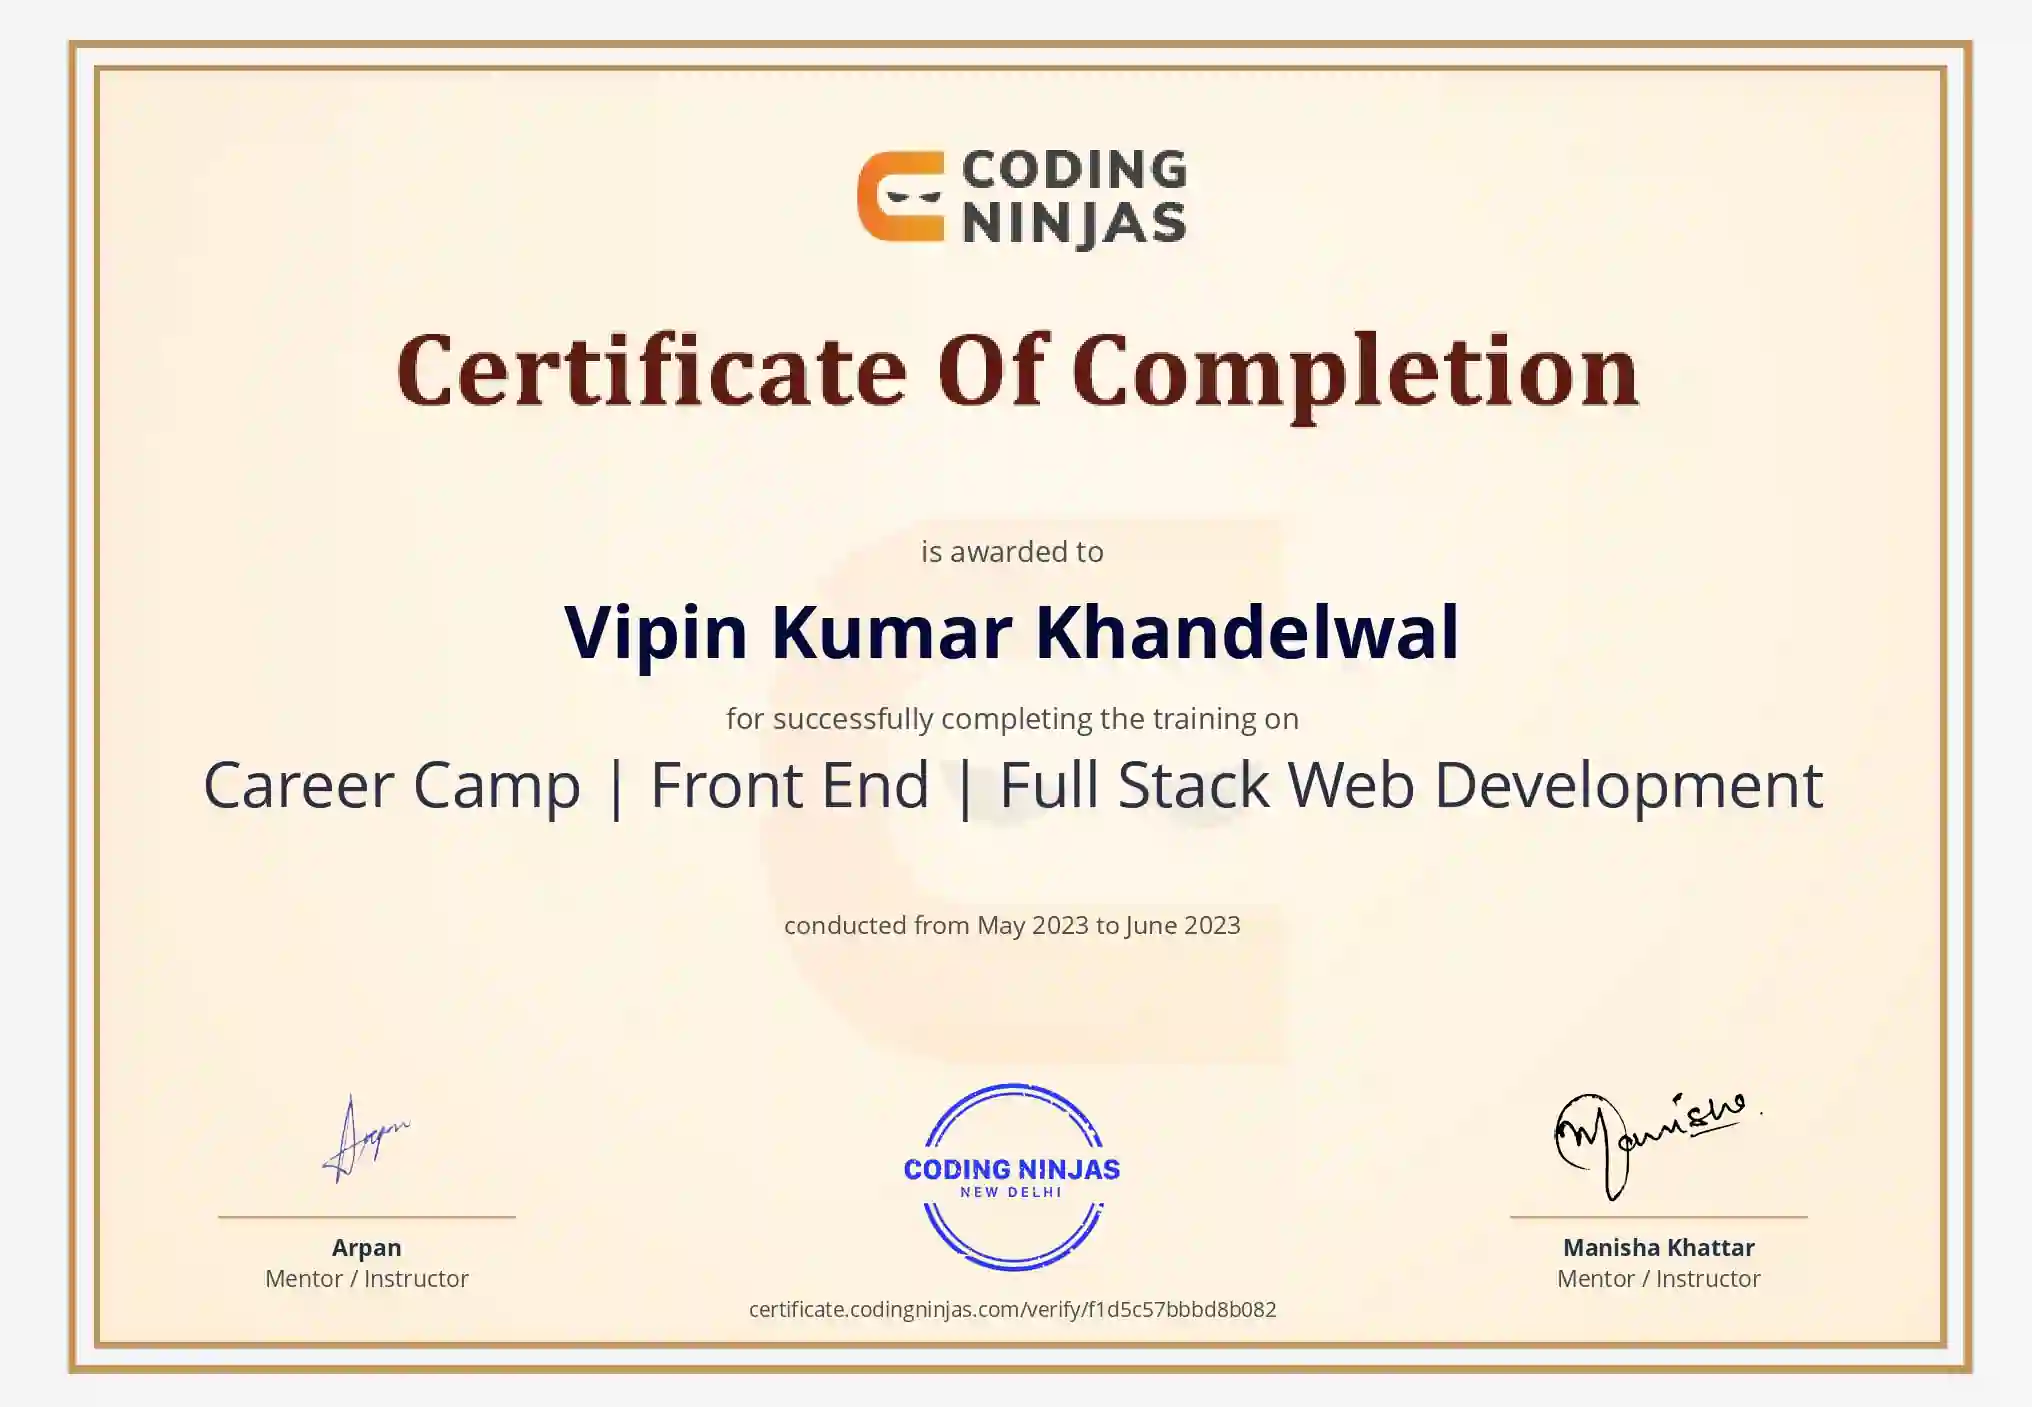 CODING
NINJAS
Certificate Of Completion
is awarded to
Vipin Kumar Khandelwal
for successfully completing the training on
Career Camp | Front End | Full Stack Web Development
conducted from May 2023 to June 2023
Arpan
Manisha
CODING NINJAS
NEW DELHI
Arpan
Mentor / Instructor
Manisha Khattar
Mentor / Instructor
certificate.codingninjas.com/verify/f1d5c57bbbd8b082